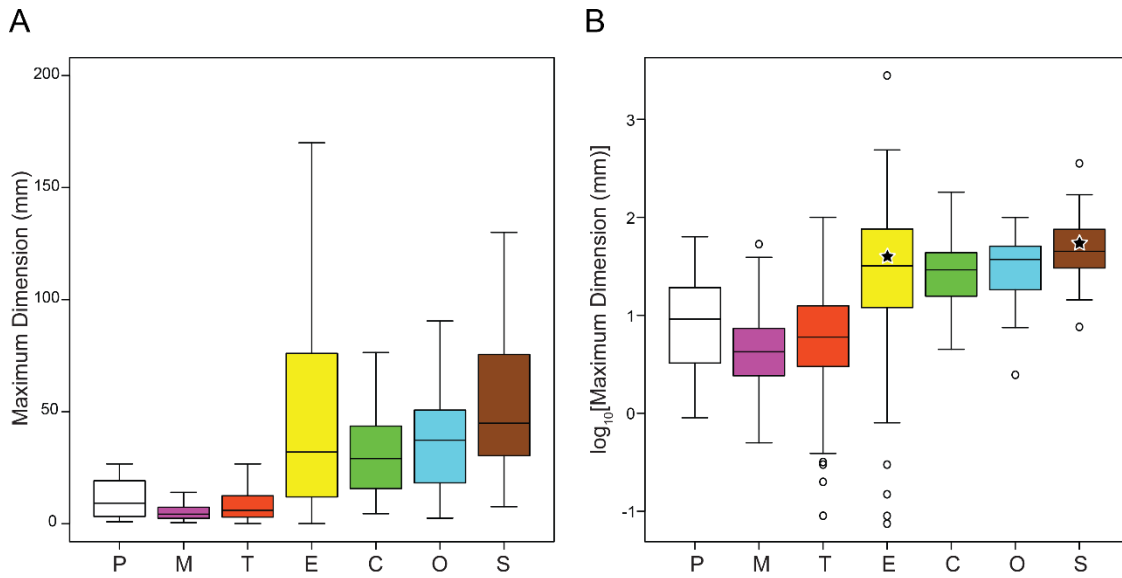 A
Maximum Dimension (mm)
200
150
100
50
0
P M T E C O S
B
log10[Maximum Dimension (mm)]
3
2
1
0
-1
P M T E C O S